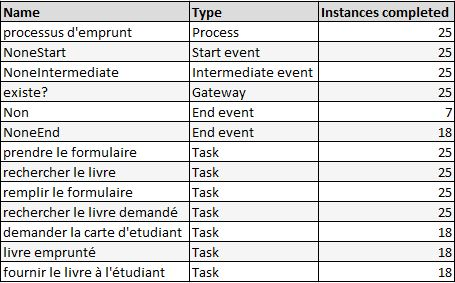 Name Type Instances completed
processus d'emprunt Process 25
NoneStart Start event 25
NoneIntermediate Intermediate event 25
existe? Gateway 25
Non End event 7
NoneEnd End event 18
prendre le formulaire Task 25
rechercher le livre Task 25
remplir le formulaire Task 25
rechercher le livre demandé Task 25
demander la carte d'etudiant Task 18
livre emprunté Task 18
fournir le livre à l'étudiant Task 18